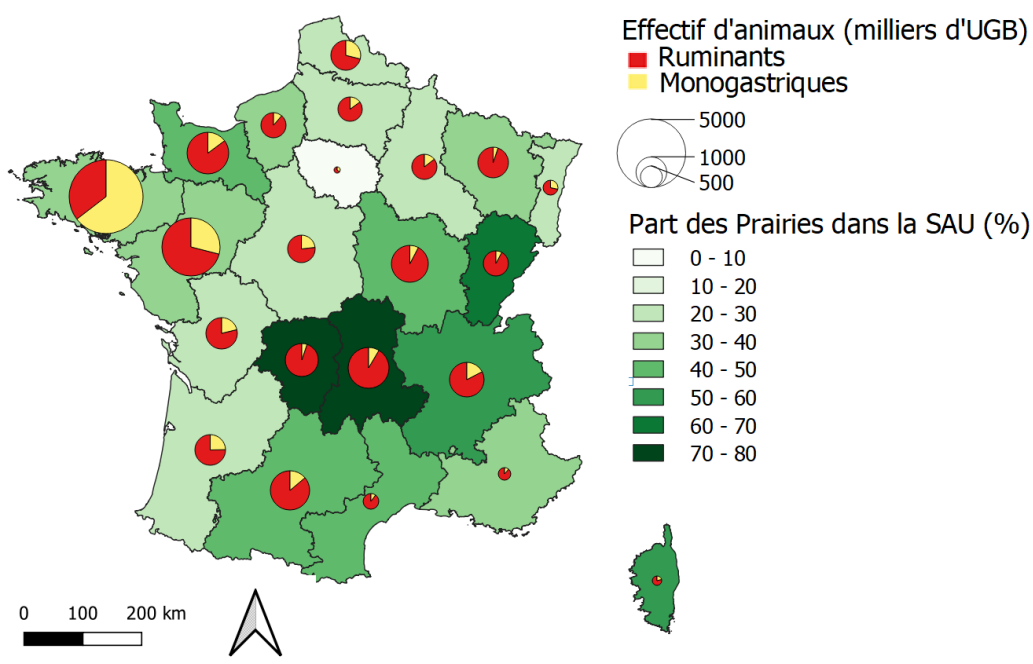 Effectif d'animaux (milliers d'UGB)
Ruminants
Monogastriques
5000
1000
500
Part des Prairies dans la SAU (%)
0 - 10
10 - 20
20 - 30
30 - 40
40 - 50
50 - 60
60 - 70
70 - 80
0 100 200 km